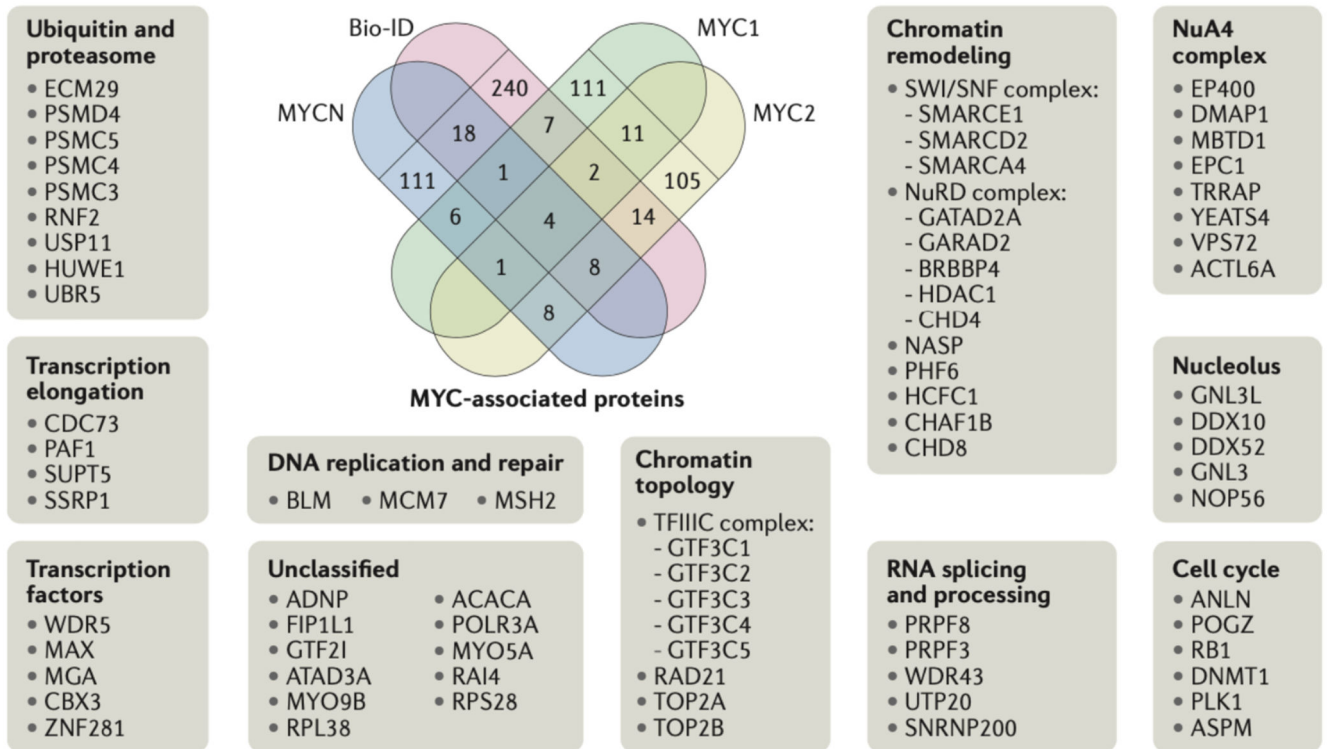 Ubiquitin and
proteasome
• ECM29
• PSMD4
• PSMC5
• PSMC4
• PSMC3
• RNF2
• USP11
• HUWE1
• UBR5
Transcription
elongation
• CDC73
• PAF1
• SUPT5
• SSRP1
Transcription
factors
• WDR5
• MAX
• MGA
• CBX3
• ZNF281
Bio-ID
MYC1
MYCN
MYC2
240
111
18
7
11
111
1
2
105
6
4
14
1
8
8
MYC-associated proteins
DNA replication and repair
• BLM • MCM7 • MSH2
Unclassified
• ADNP
• FIP1L1
• GTF2I
• ATAD3A
• MYO9B
• RPL38
• ACACA
• POLR3A
• MYO5A
• RAI4
• RPS28
Chromatin
topology
• TFIIIC complex:
- GTF3C1
- GTF3C2
- GTF3C3
- GTF3C4
- GTF3C5
• RAD21
• TOP2A
• TOP2B
Chromatin
remodeling
• SWI/SNF complex:
- SMARCE1
- SMARCD2
- SMARCA4
• NuRD complex:
- GATAD2A
- GARAD2
- BRBBP4
- HDAC1
- CHD4
• NASP
• PHF6
• HCFC1
• CHAF1B
• CHD8
RNA splicing
and processing
• PRPF8
• PRPF3
• WDR43
• UTP20
• SNRNP200
NuA4
complex
• EP400
• DMAP1
• MBTD1
• EPC1
• TRRAP
• YEATS4
• VPS72
• ACTL6A
Nucleolus
• GNL3L
• DDX10
• DDX52
• GNL3
• NOP56
Cell cycle
• ANLN
• POGZ
• RB1
• DNMT1
• PLK1
• ASPM